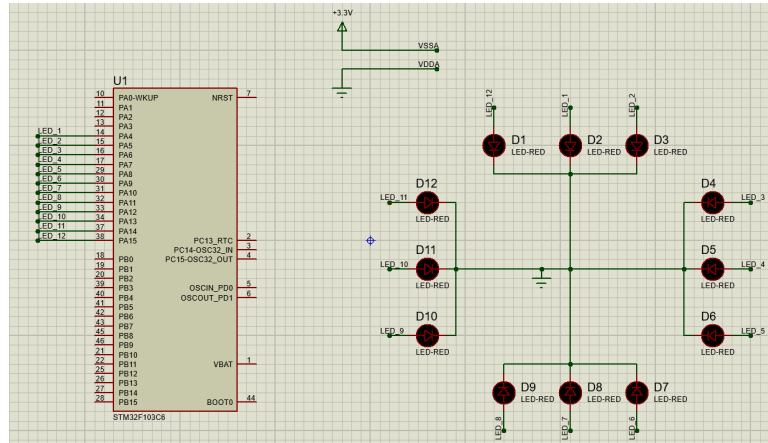 +3.3V
VSSA
VDDA
U1
10 PA0-WKUP NRST 7
11 PA1
12 PA2
13 PA3
LED_1 14 PA4
LED_2 15 PA5
LED_3 16 PA6
LED_4 17 PA7
LED_5 29 PA8
LED_6 30 PA9
LED_7 31 PA10
LED_8 32 PA11
LED_9 33 PA12
LED_10 34 PA13
LED_11 37 PA14
LED_12 38 PA15
PC13_RTC 2
PC14-OSC32_IN 3
PC15-OSC32_OUT 4
18 PB0
19 PB1
20 PB2
39 PB3 OSCIN_PD0 5
40 PB4 OSCOUT_PD1 6
41 PB5
42 PB6
43 PB7
45 PB8
46 PB9
21 PB10
22 PB11 VBAT 1
25 PB12
26 PB13
27 PB14
28 PB15 BOOT0 44
STM32F103C6
LED_12 LED_1 LED_2
D1 D2 D3
LED-RED LED-RED LED-RED
D12 D4
LED_11 LED_3
LED-RED LED-RED
D11 D5
LED_10 LED_4
LED-RED LED-RED
D10 D6
LED_9 LED_5
LED-RED LED-RED
D9 D8 D7
LED-RED LED-RED LED-RED
LED_8 LED_7 LED_6